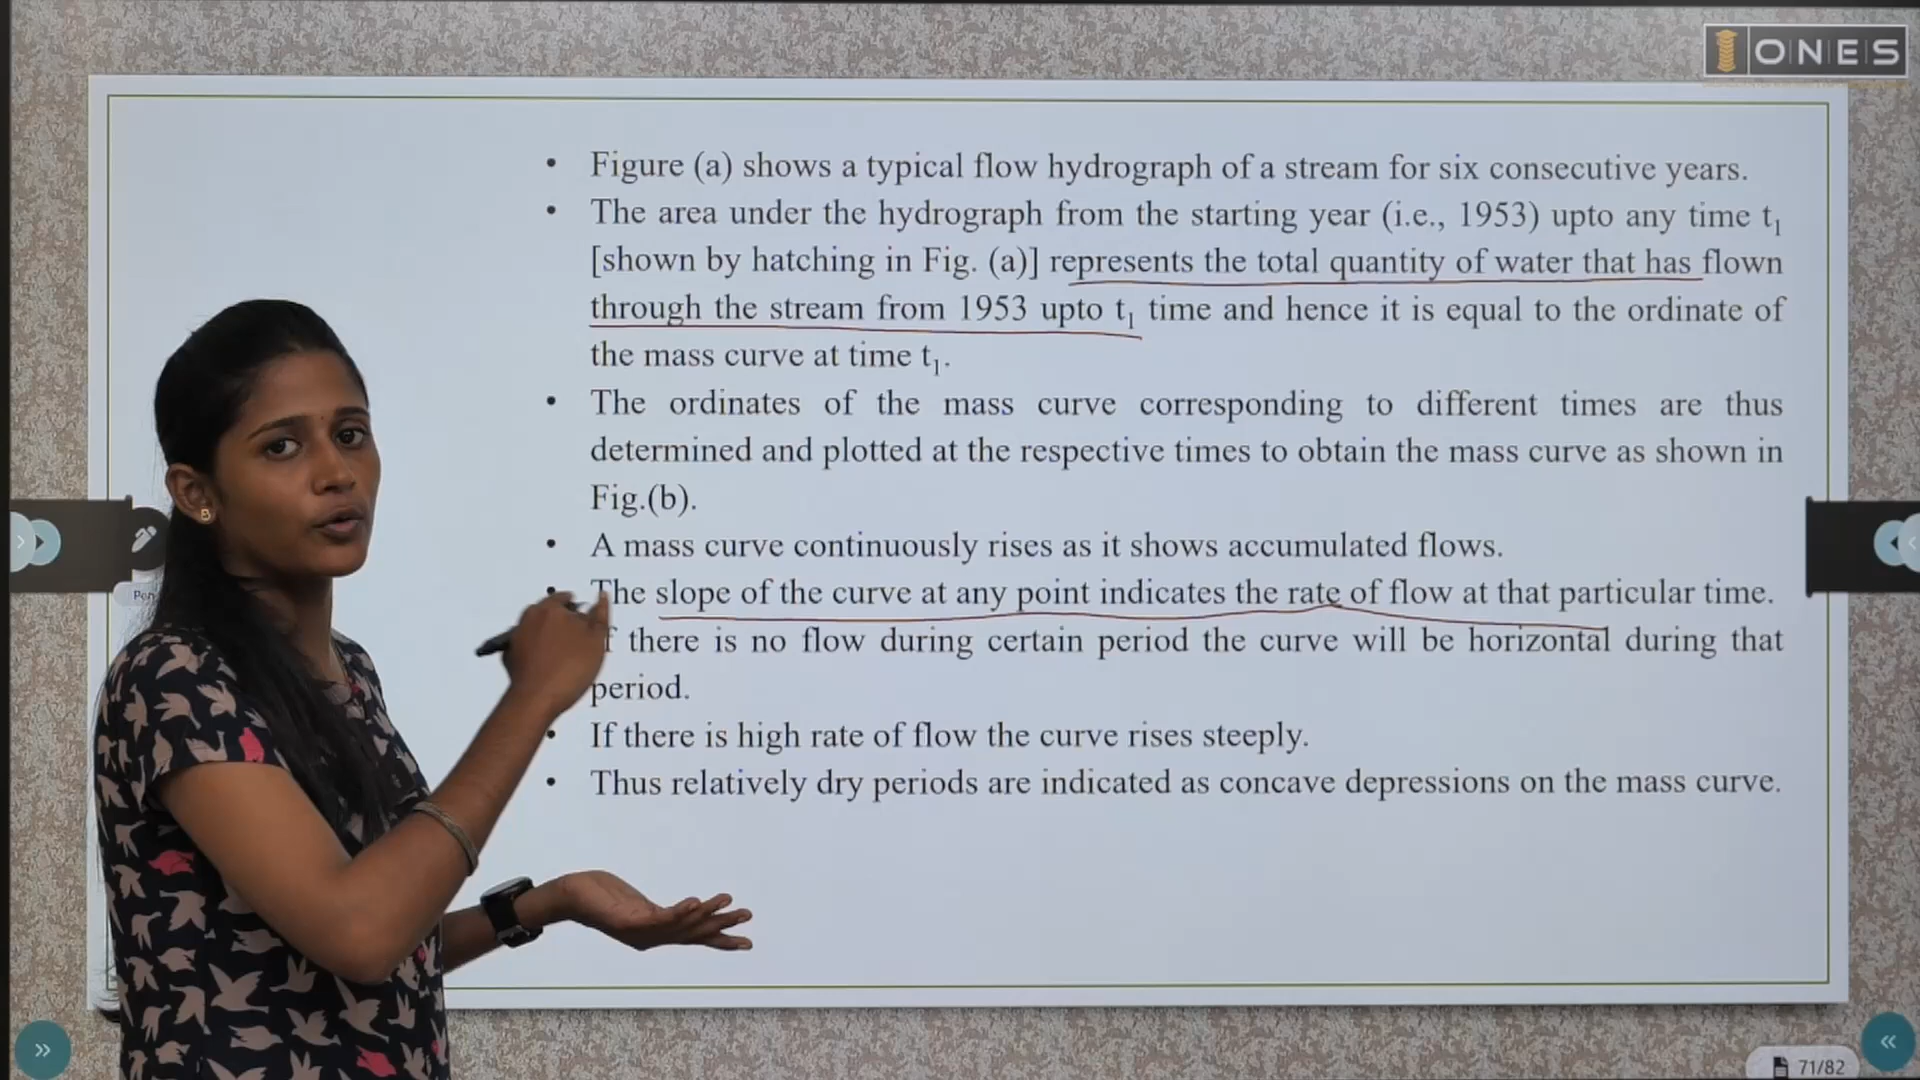 ONES
• Figure (a) shows a typical flow hydrograph of a stream for six consecutive years.
• The area under the hydrograph from the starting year (i.e., 1953) upto any time t₁
[shown by hatching in Fig. (a)] represents the total quantity of water that has flown
through the stream from 1953 upto t₁ time and hence it is equal to the ordinate of
the mass curve at time t₁.
• The ordinates of the mass curve corresponding to different times are thus
determined and plotted at the respective times to obtain the mass curve as shown in
Fig.(b).
• A mass curve continuously rises as it shows accumulated flows.
• The slope of the curve at any point indicates the rate of flow at that particular time.
f there is no flow during certain period the curve will be horizontal during that
period.
• If there is high rate of flow the curve rises steeply.
• Thus relatively dry periods are indicated as concave depressions on the mass curve.
Pen
71/82